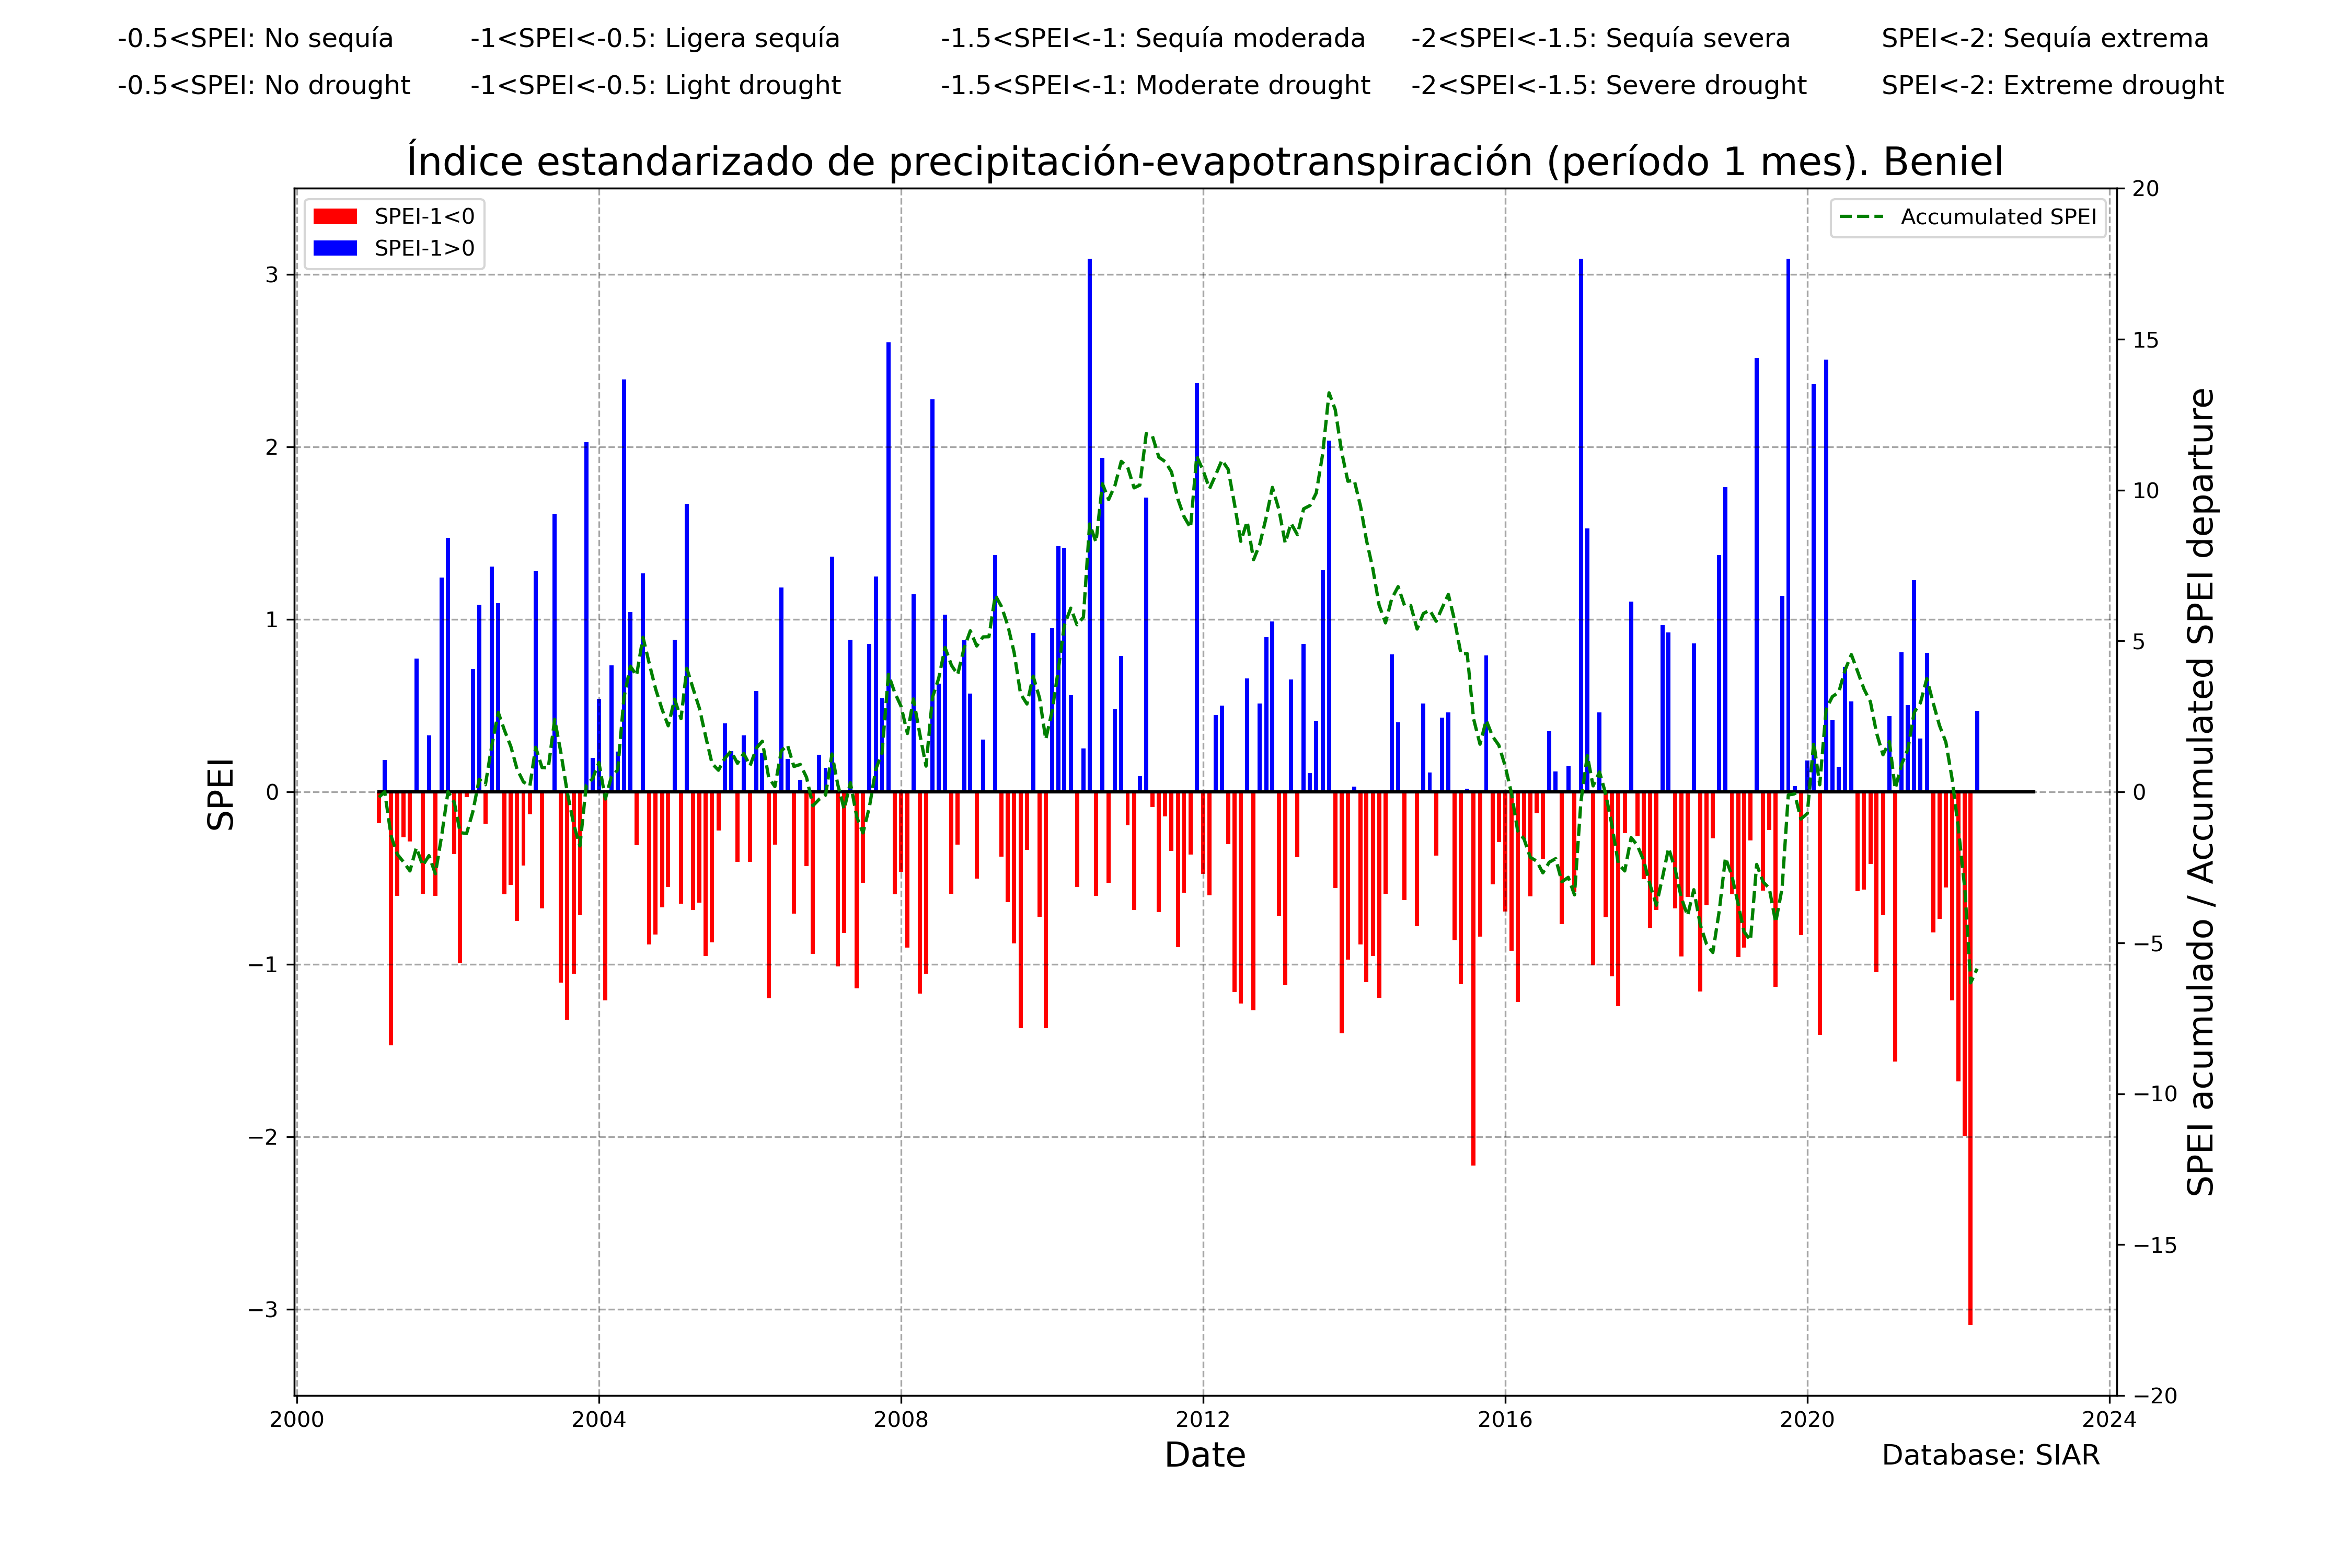 -0.5<SPEI: No sequía -1<SPEI<-0.5: Ligera sequía -1.5<SPEI<-1: Sequía moderada -2<SPEI<-1.5: Sequía severa SPEI<-2: Sequía extrema
-0.5<SPEI: No drought -1<SPEI<-0.5: Light drought -1.5<SPEI<-1: Moderate drought -2<SPEI<-1.5: Severe drought SPEI<-2: Extreme drought
Índice estandarizado de precipitación-evapotranspiración (período 1 mes). Beniel
SPEI-1<0
SPEI-1>0
Accumulated SPEI
SPEI
3
2
1
0
−1
−2
−3
20
15
10
5
0
−5
−10
−15
−20
SPEI acumulado / Accumulated SPEI departure
2000 2004 2008 2012 2016 2020 2024
Date
Database: SIAR